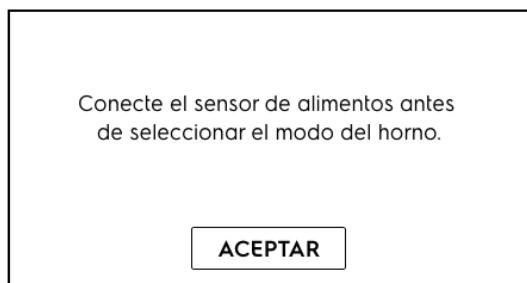 Conecte el sensor de alimentos antes
de seleccionar el modo del horno.
ACEPTAR